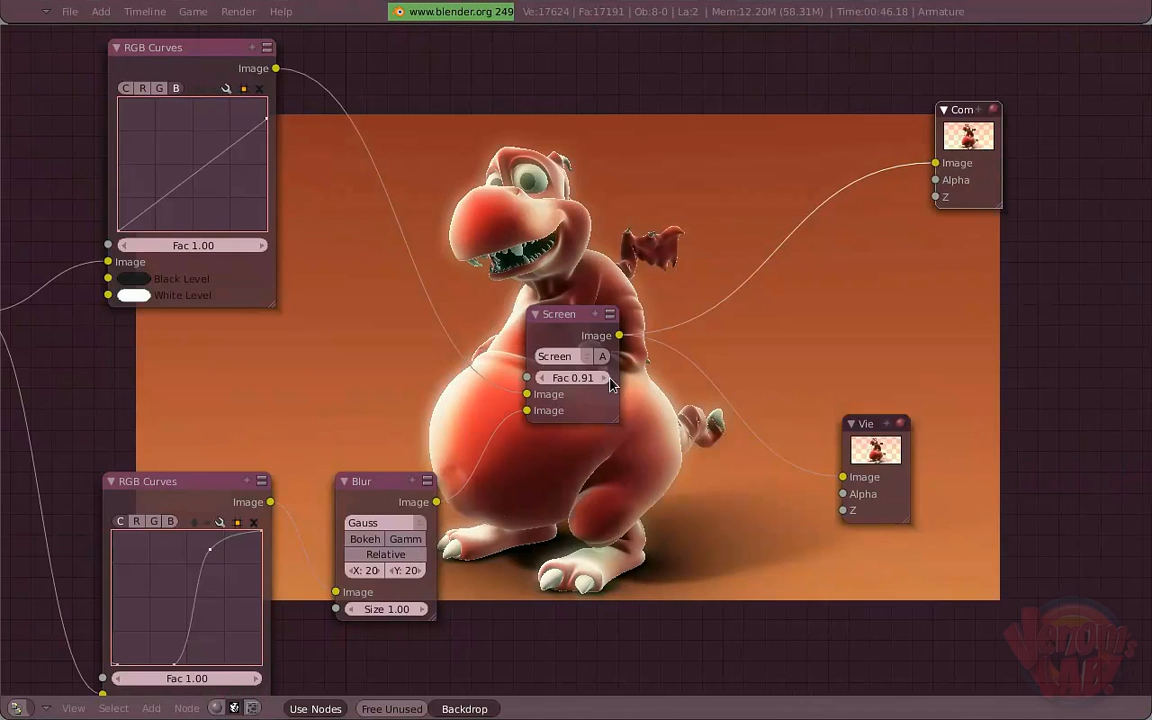 File Add Timeline Game Render Help www.blender.org 249 Ve:17624 | Fa:17191 | Ob:8-0 | La:2 | Mem:12.20M (58.31M) | Time:00:46.18 | Armature
RGB Curves
Image
C R G B
Fac 1.00
Image
Black Level
White Level
Com
Image
Alpha
Z
Screen
Image
Screen A
Fac 0.91
Image
Image
Vie
Image
Alpha
Z
RGB Curves
Image
C R G B
Fac 1.00
Blur
Image
Gauss
Bokeh Gamm
Relative
X: 20 Y: 20
Image
Size 1.00
Venom's
LAB!
View Select Add Node Use Nodes Free Unused Backdrop